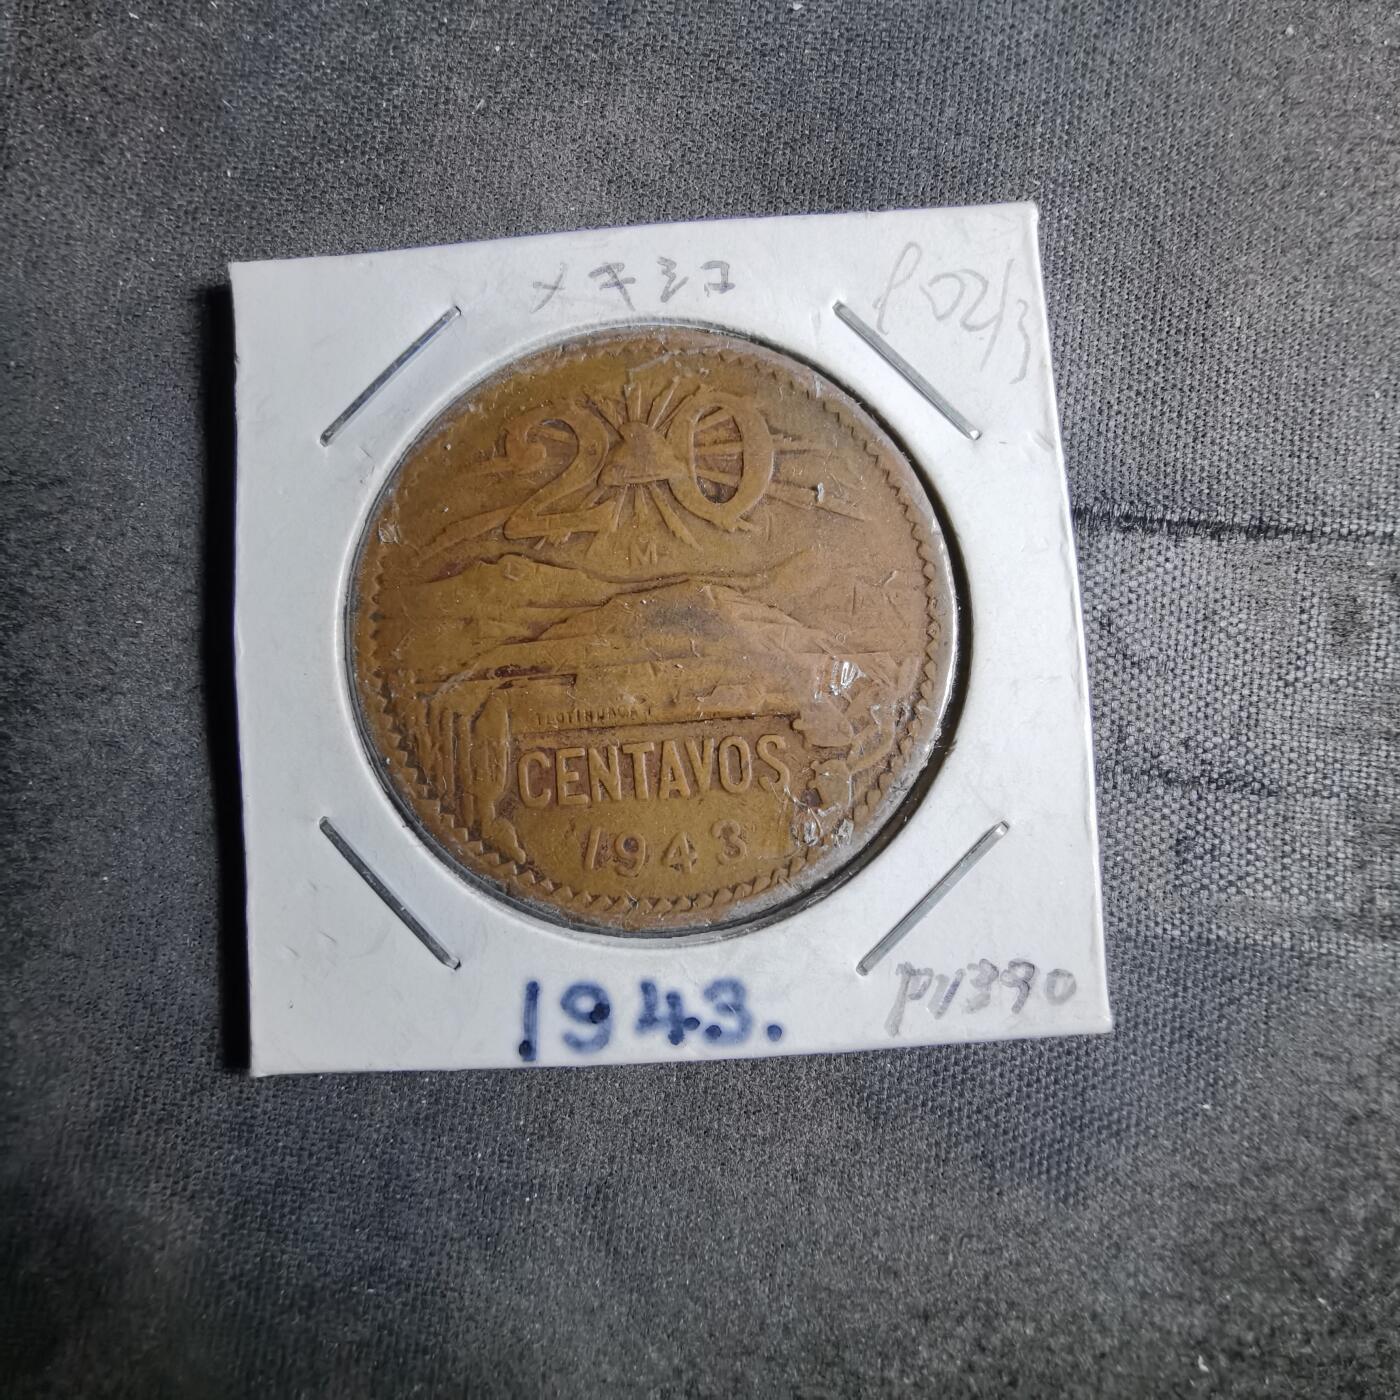 メキシコ
20
M
TEOTIHUACAN
CENTAVOS
1943
1943.